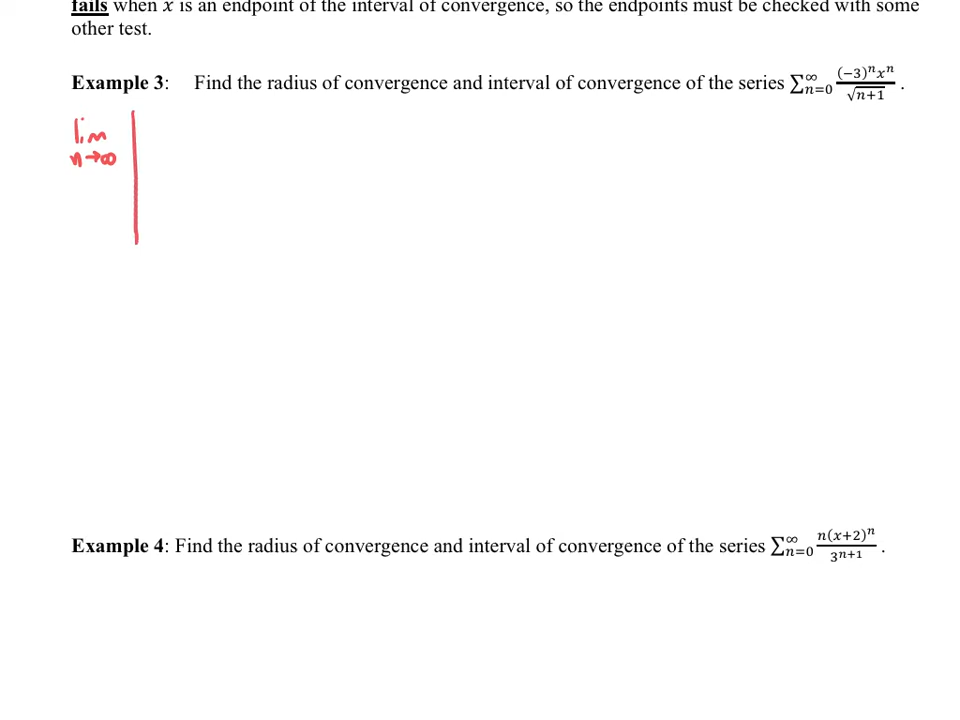 fails when x is an endpoint of the interval of convergence, so the endpoints must be checked with some
other test.
Example 3: Find the radius of convergence and interval of convergence of the series ∑_{n=0}^{∞} (−3)ⁿxⁿ/√(n+1) .
lim
n→∞ |
Example 4: Find the radius of convergence and interval of convergence of the series ∑_{n=0}^{∞} n(x+2)ⁿ/3ⁿ⁺¹ .